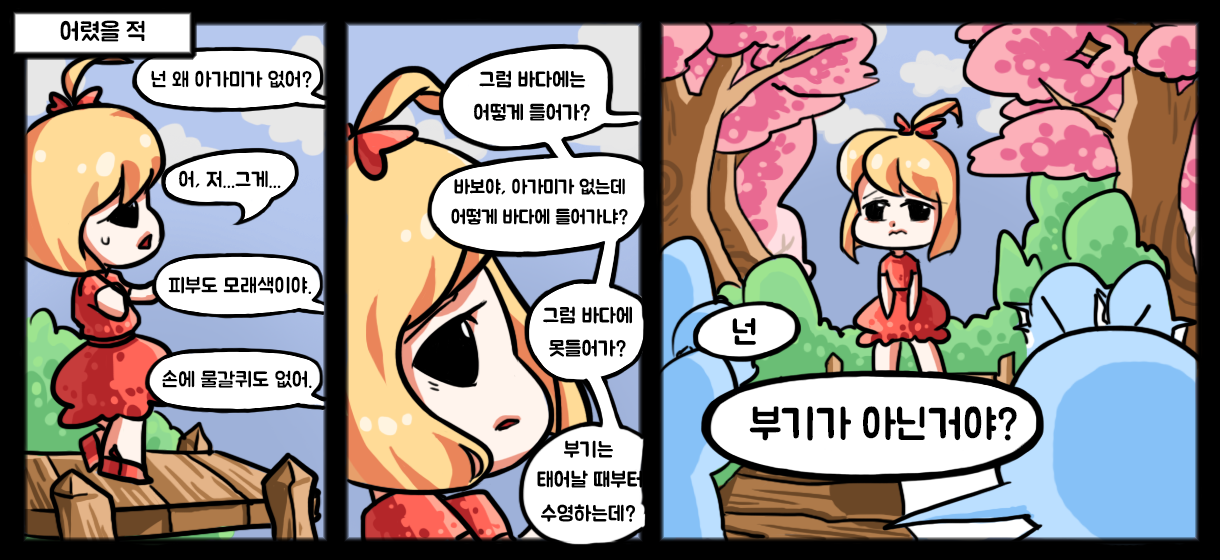 어렸을 적
넌 왜 아가미가 없어?
어, 저...그게...
피부도 모래색이야.
손에 물갈퀴도 없어.
그럼 바다에는
어떻게 들어가?
바보야, 아가미가 없는데
어떻게 바다에 들어가냐?
그럼 바다에
못들어가?
부기는
태어날 때부터
수영하는데?
넌
부기가 아닌거야?